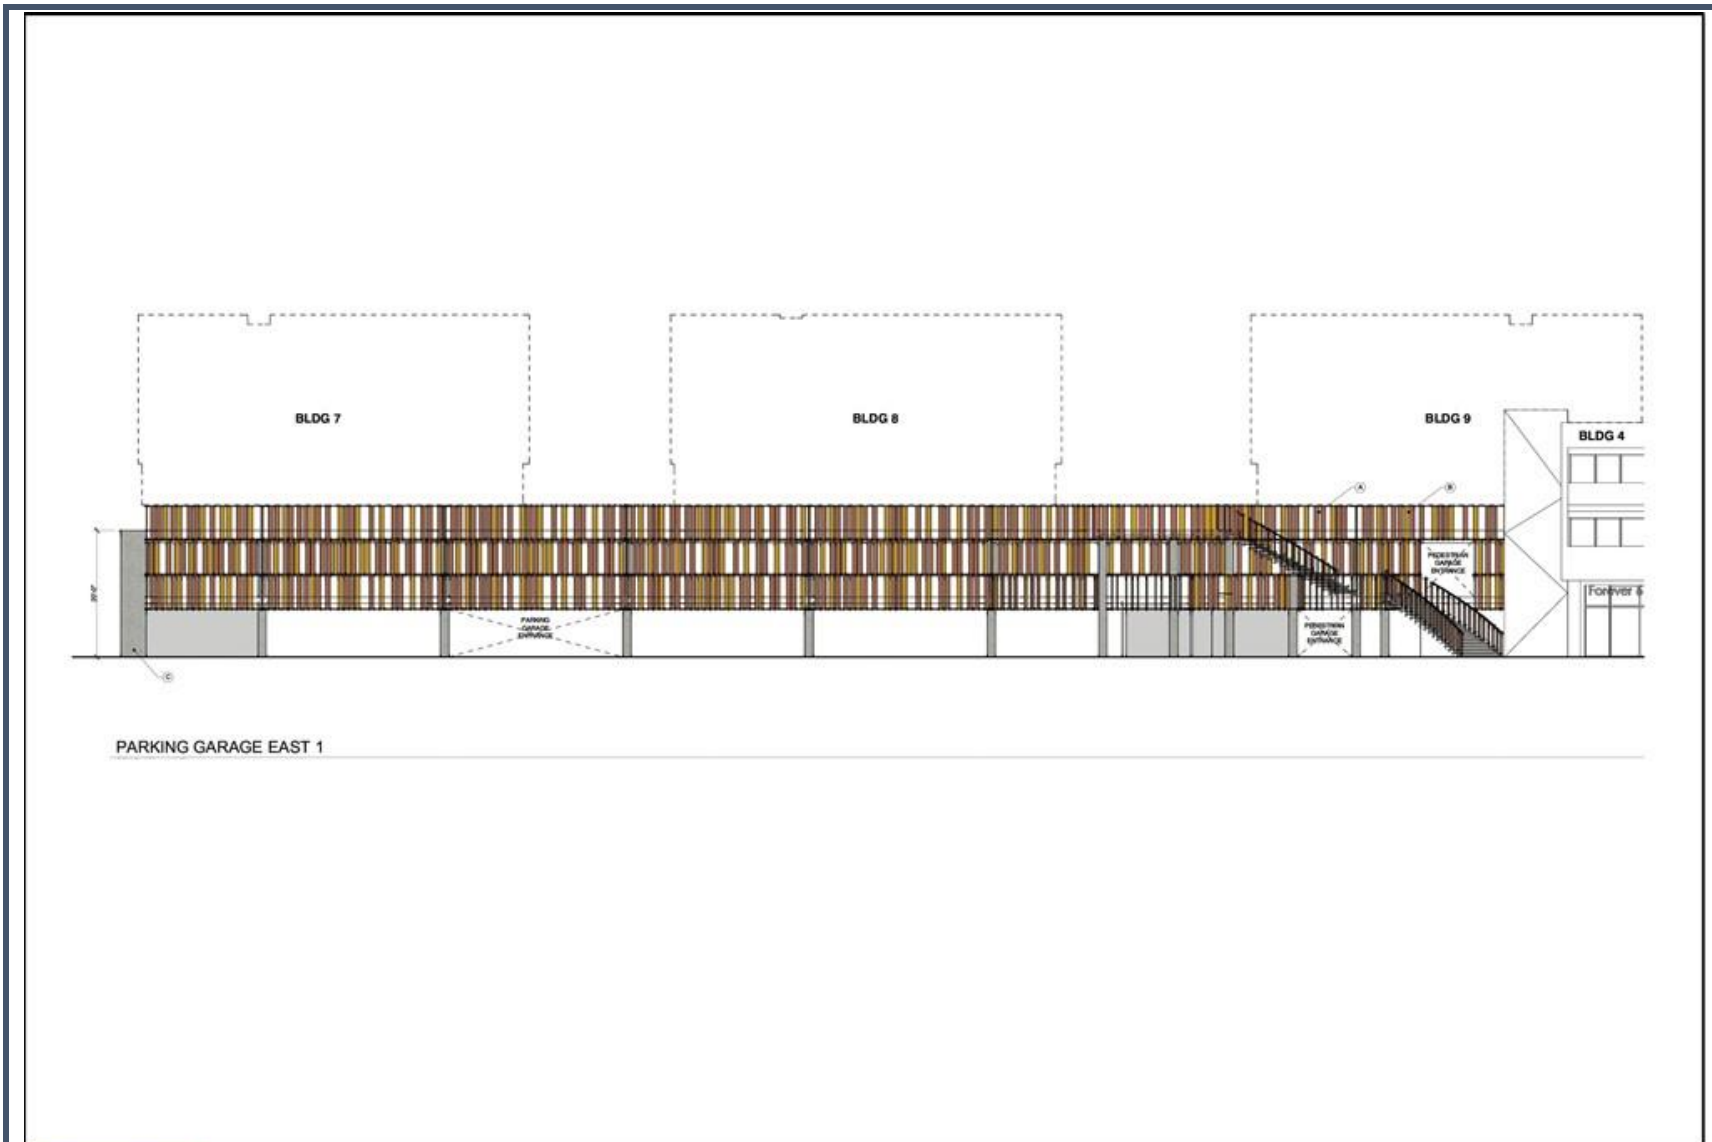 BLDG 7
BLDG 8
BLDG 9
BLDG 4
A
B
PEDESTRIAN
GARAGE
ENTRANCE
Forever
PARKING
GARAGE
ENTRANCE
PEDESTRIAN
GARAGE
ENTRANCE
C
PARKING GARAGE EAST 1